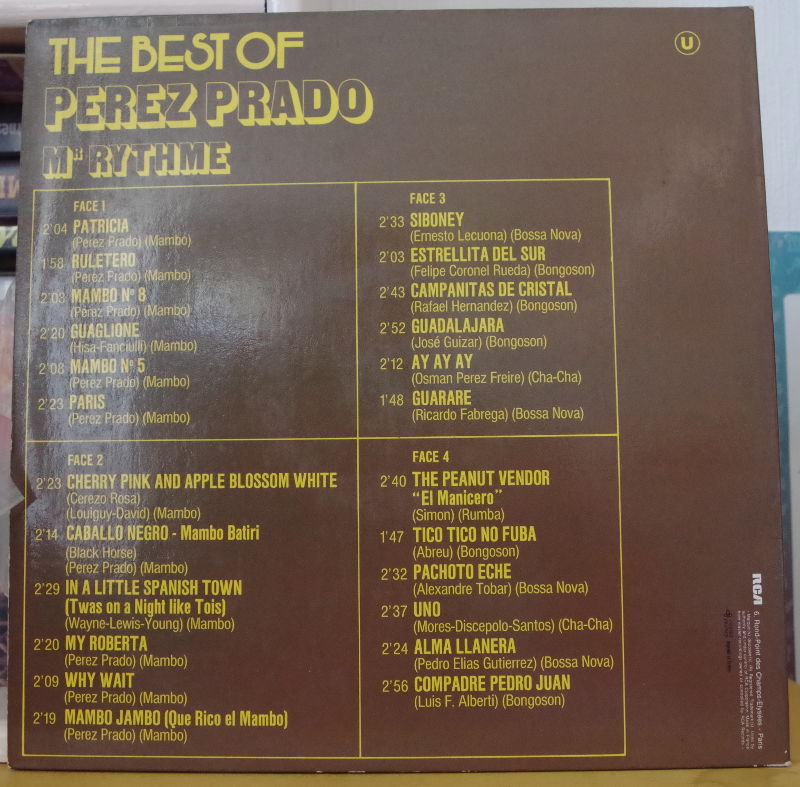 THE BEST OF
PEREZ PRADO
MR RYTHME
U
FACE 1
2'04 PATRICIA
(Perez Prado) (Mambo)
1'58 RULETERO
(Perez Prado) (Mambo)
2'03 MAMBO No 8
(Perez Prado) (Mambo)
2'20 GUAGLIONE
(Hisa-Fanciulli) (Mambo)
2'08 MAMBO No 5
(Perez Prado) (Mambo)
2'23 PARIS
(Perez Prado) (Mambo)
FACE 2
2'23 CHERRY PINK AND APPLE BLOSSOM WHITE
(Cerezo Rosa)
(Louiguy-David) (Mambo)
2'14 CABALLO NEGRO - Mambo Batiri
(Black Horse)
(Perez Prado) (Mambo)
2'29 IN A LITTLE SPANISH TOWN
(Twas on a Night like Tois)
(Wayne-Lewis-Young) (Mambo)
2'20 MY ROBERTA
(Perez Prado) (Mambo)
2'09 WHY WAIT
(Perez Prado) (Mambo)
2'19 MAMBO JAMBO (Que Rico el Mambo)
(Perez Prado) (Mambo)
FACE 3
2'33 SIBONEY
(Ernesto Lecuona) (Bossa Nova)
2'03 ESTRELLITA DEL SUR
(Felipe Coronel Rueda) (Bongoson)
2'43 CAMPANITAS DE CRISTAL
(Rafael Hernandez) (Bongoson)
2'52 GUADALAJARA
(José Guizar) (Bongoson)
2'12 AY AY AY
(Osman Perez Freire) (Cha-Cha)
1'48 GUARARE
(Ricardo Fabrega) (Bossa Nova)
FACE 4
2'40 THE PEANUT VENDOR
"El Manicero"
(Simon) (Rumba)
1'47 TICO TICO NO FUBA
(Abreu) (Bongoson)
2'32 PACHOTO ECHE
(Alexandre Tobar) (Bossa Nova)
2'37 UNO
(Mores-Discepolo-Santos) (Cha-Cha)
2'24 ALMA LLANERA
(Pedro Elias Gutierrez) (Bossa Nova)
2'56 COMPADRE PEDRO JUAN
(Luis F. Alberti) (Bongoson)
RCA 6, Rond-Point des Champs-Elysées - Paris